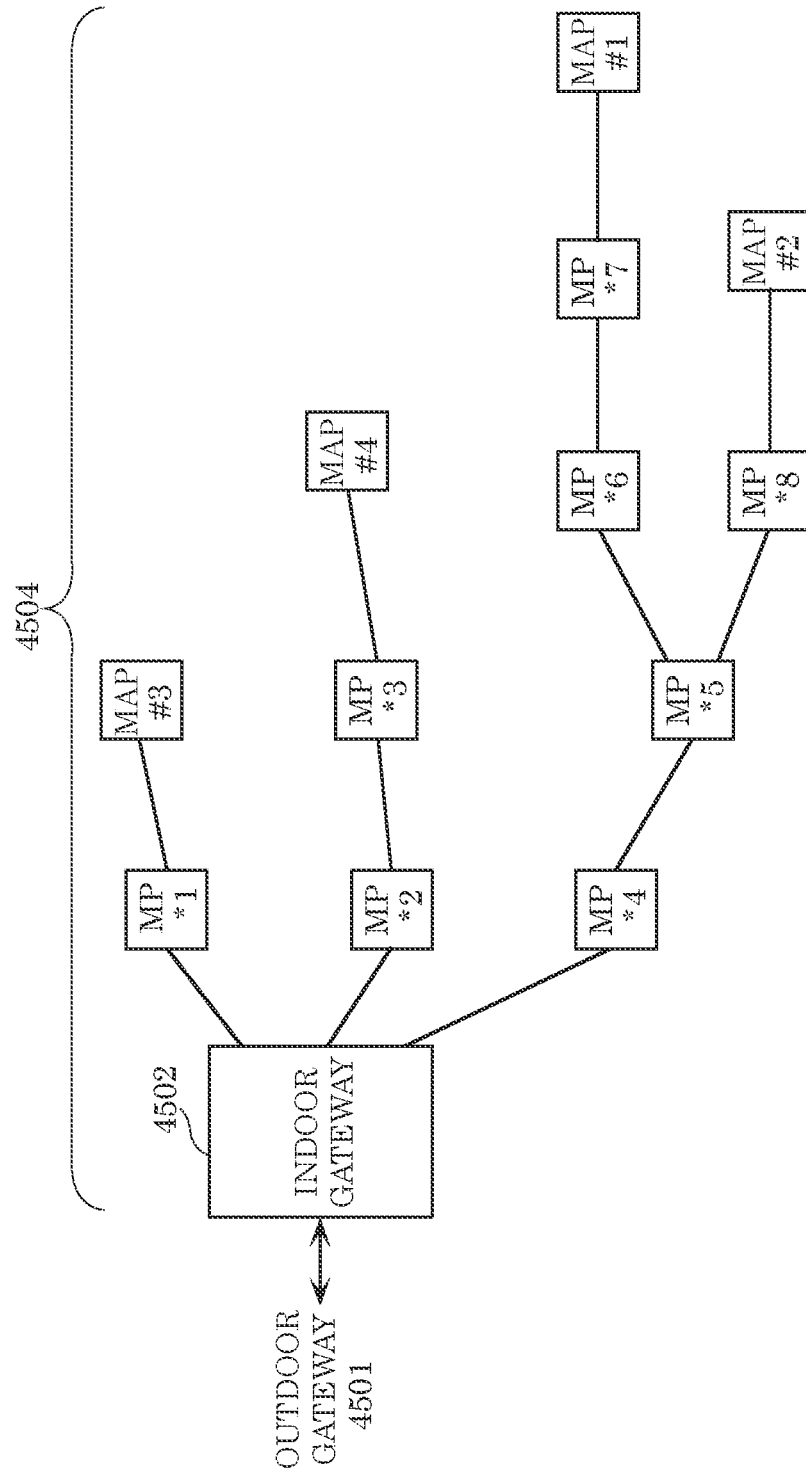 4504
MAP
#3
MAP
#4
MAP
#1
MAP
#2
MP
*1
MP
*2
MP
*3
MP
*4
MP
*5
MP
*6
MP
*7
MP
*8
4502
INDOOR
GATEWAY
OUTDOOR
GATEWAY
4501